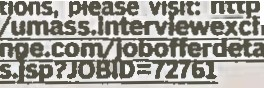 tions, please visit: http
/umass.interviewexch
nge.com/jobofferdeta
s.jsp?JOBID=72761